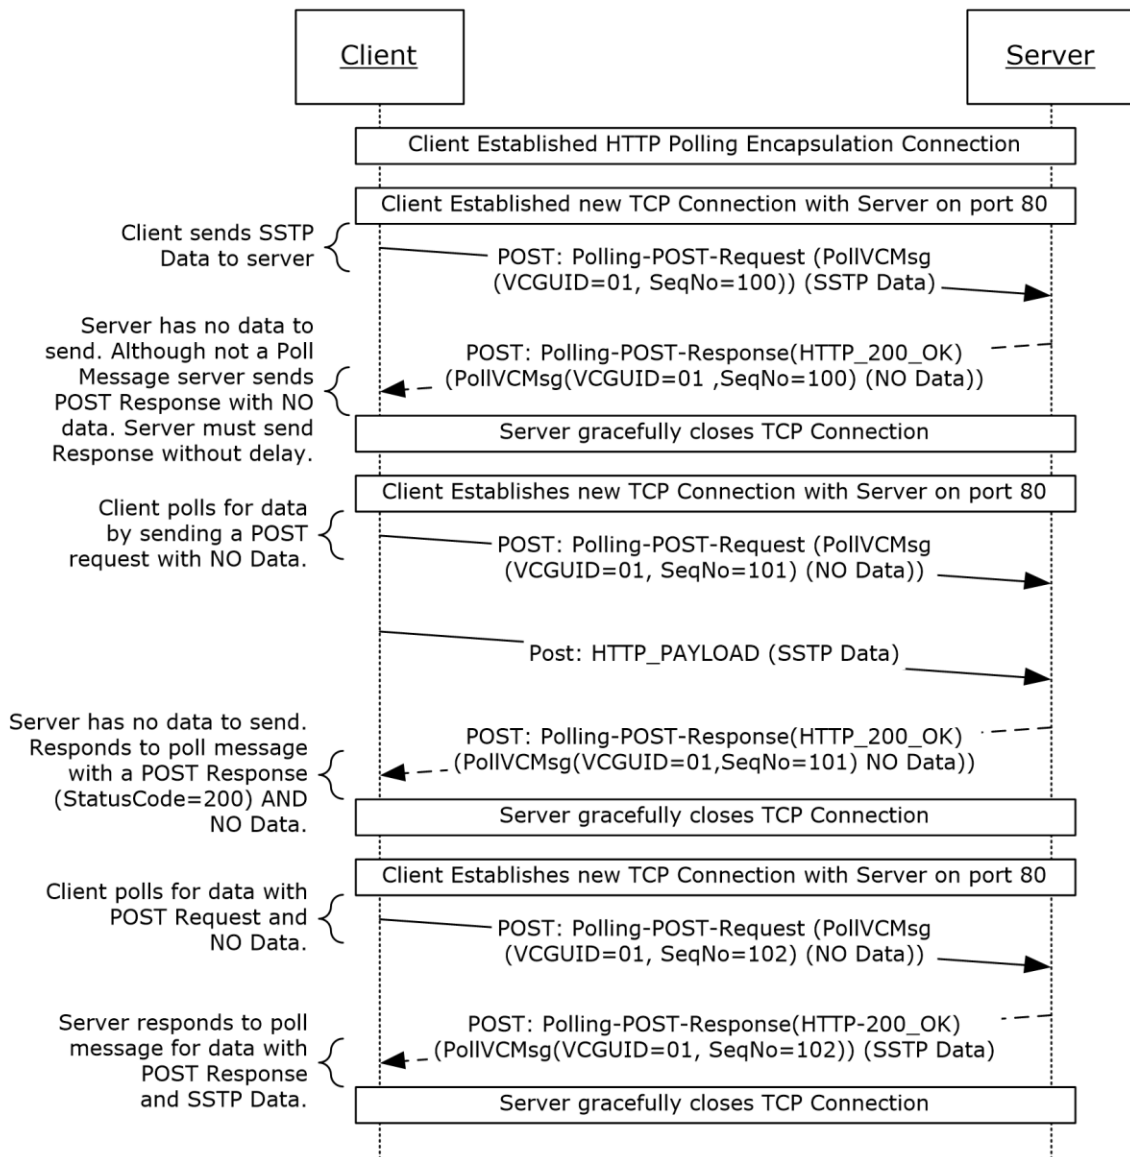 Client
Server
Client Established HTTP Polling Encapsulation Connection
Client Established new TCP Connection with Server on port 80
Client sends SSTP
Data to server
POST: Polling-POST-Request (PollVCMsg
(VCGUID=01, SeqNo=100)) (SSTP Data)
Server has no data to
send. Although not a Poll
Message server sends
POST Response with NO
data. Server must send
Response without delay.
POST: Polling-POST-Response(HTTP_200_OK)
(PollVCMsg(VCGUID=01 ,SeqNo=100) (NO Data))
Server gracefully closes TCP Connection
Client Establishes new TCP Connection with Server on port 80
Client polls for data
by sending a POST
request with NO Data.
POST: Polling-POST-Request (PollVCMsg
(VCGUID=01, SeqNo=101) (NO Data))
Post: HTTP_PAYLOAD (SSTP Data)
Server has no data to send.
Responds to poll message
with a POST Response
(StatusCode=200) AND
NO Data.
POST: Polling-POST-Response(HTTP_200_OK)
(PollVCMsg(VCGUID=01,SeqNo=101) NO Data))
Server gracefully closes TCP Connection
Client Establishes new TCP Connection with Server on port 80
Client polls for data with
POST Request and
NO Data.
POST: Polling-POST-Request (PollVCMsg
(VCGUID=01, SeqNo=102) (NO Data))
Server responds to poll
message for data with
POST Response
and SSTP Data.
POST: Polling-POST-Response(HTTP-200_OK)
(PollVCMsg(VCGUID=01, SeqNo=102)) (SSTP Data)
Server gracefully closes TCP Connection